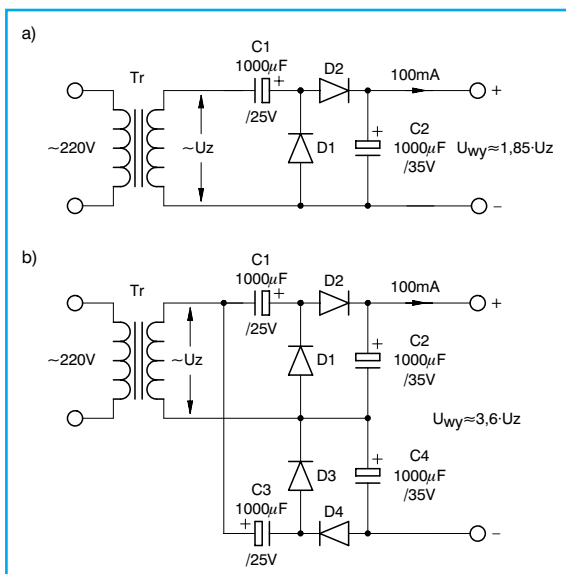 a)
C1
1000µF
+
/25V
Tr
D2
100mA
+
~220V
~Uz
D1
+
C2
1000µF
/35V
Uwy≈1,85·Uz
−
b)
C1
1000µF
+
/25V
Tr
D2
100mA
+
~220V
~Uz
D1
+
C2
1000µF
/35V
Uwy≈3,6·Uz
D3
+
C4
1000µF
/35V
C3
1000µF
+
/25V
D4
−